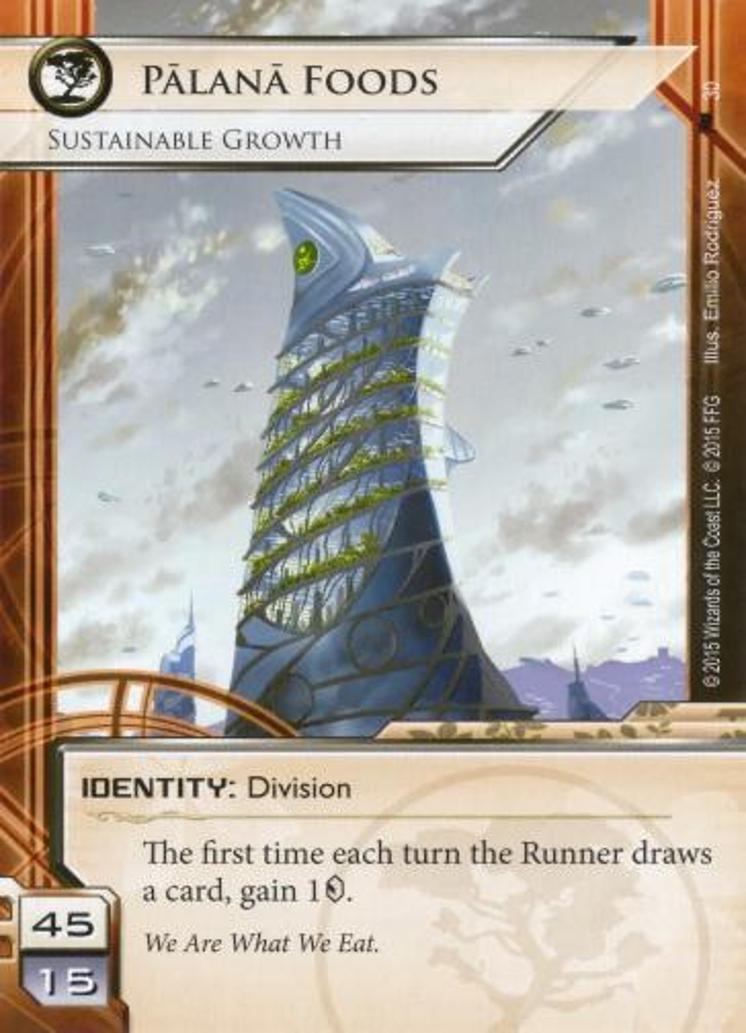 PĀLANĀ FOODS
SUSTAINABLE GROWTH
30
Illus. Emilio Rodriguez
© 2015 Wizards of the Coast LLC. © 2015 FFG
IDENTITY: Division
The first time each turn the Runner draws
a card, gain 1.
We Are What We Eat.
45
15